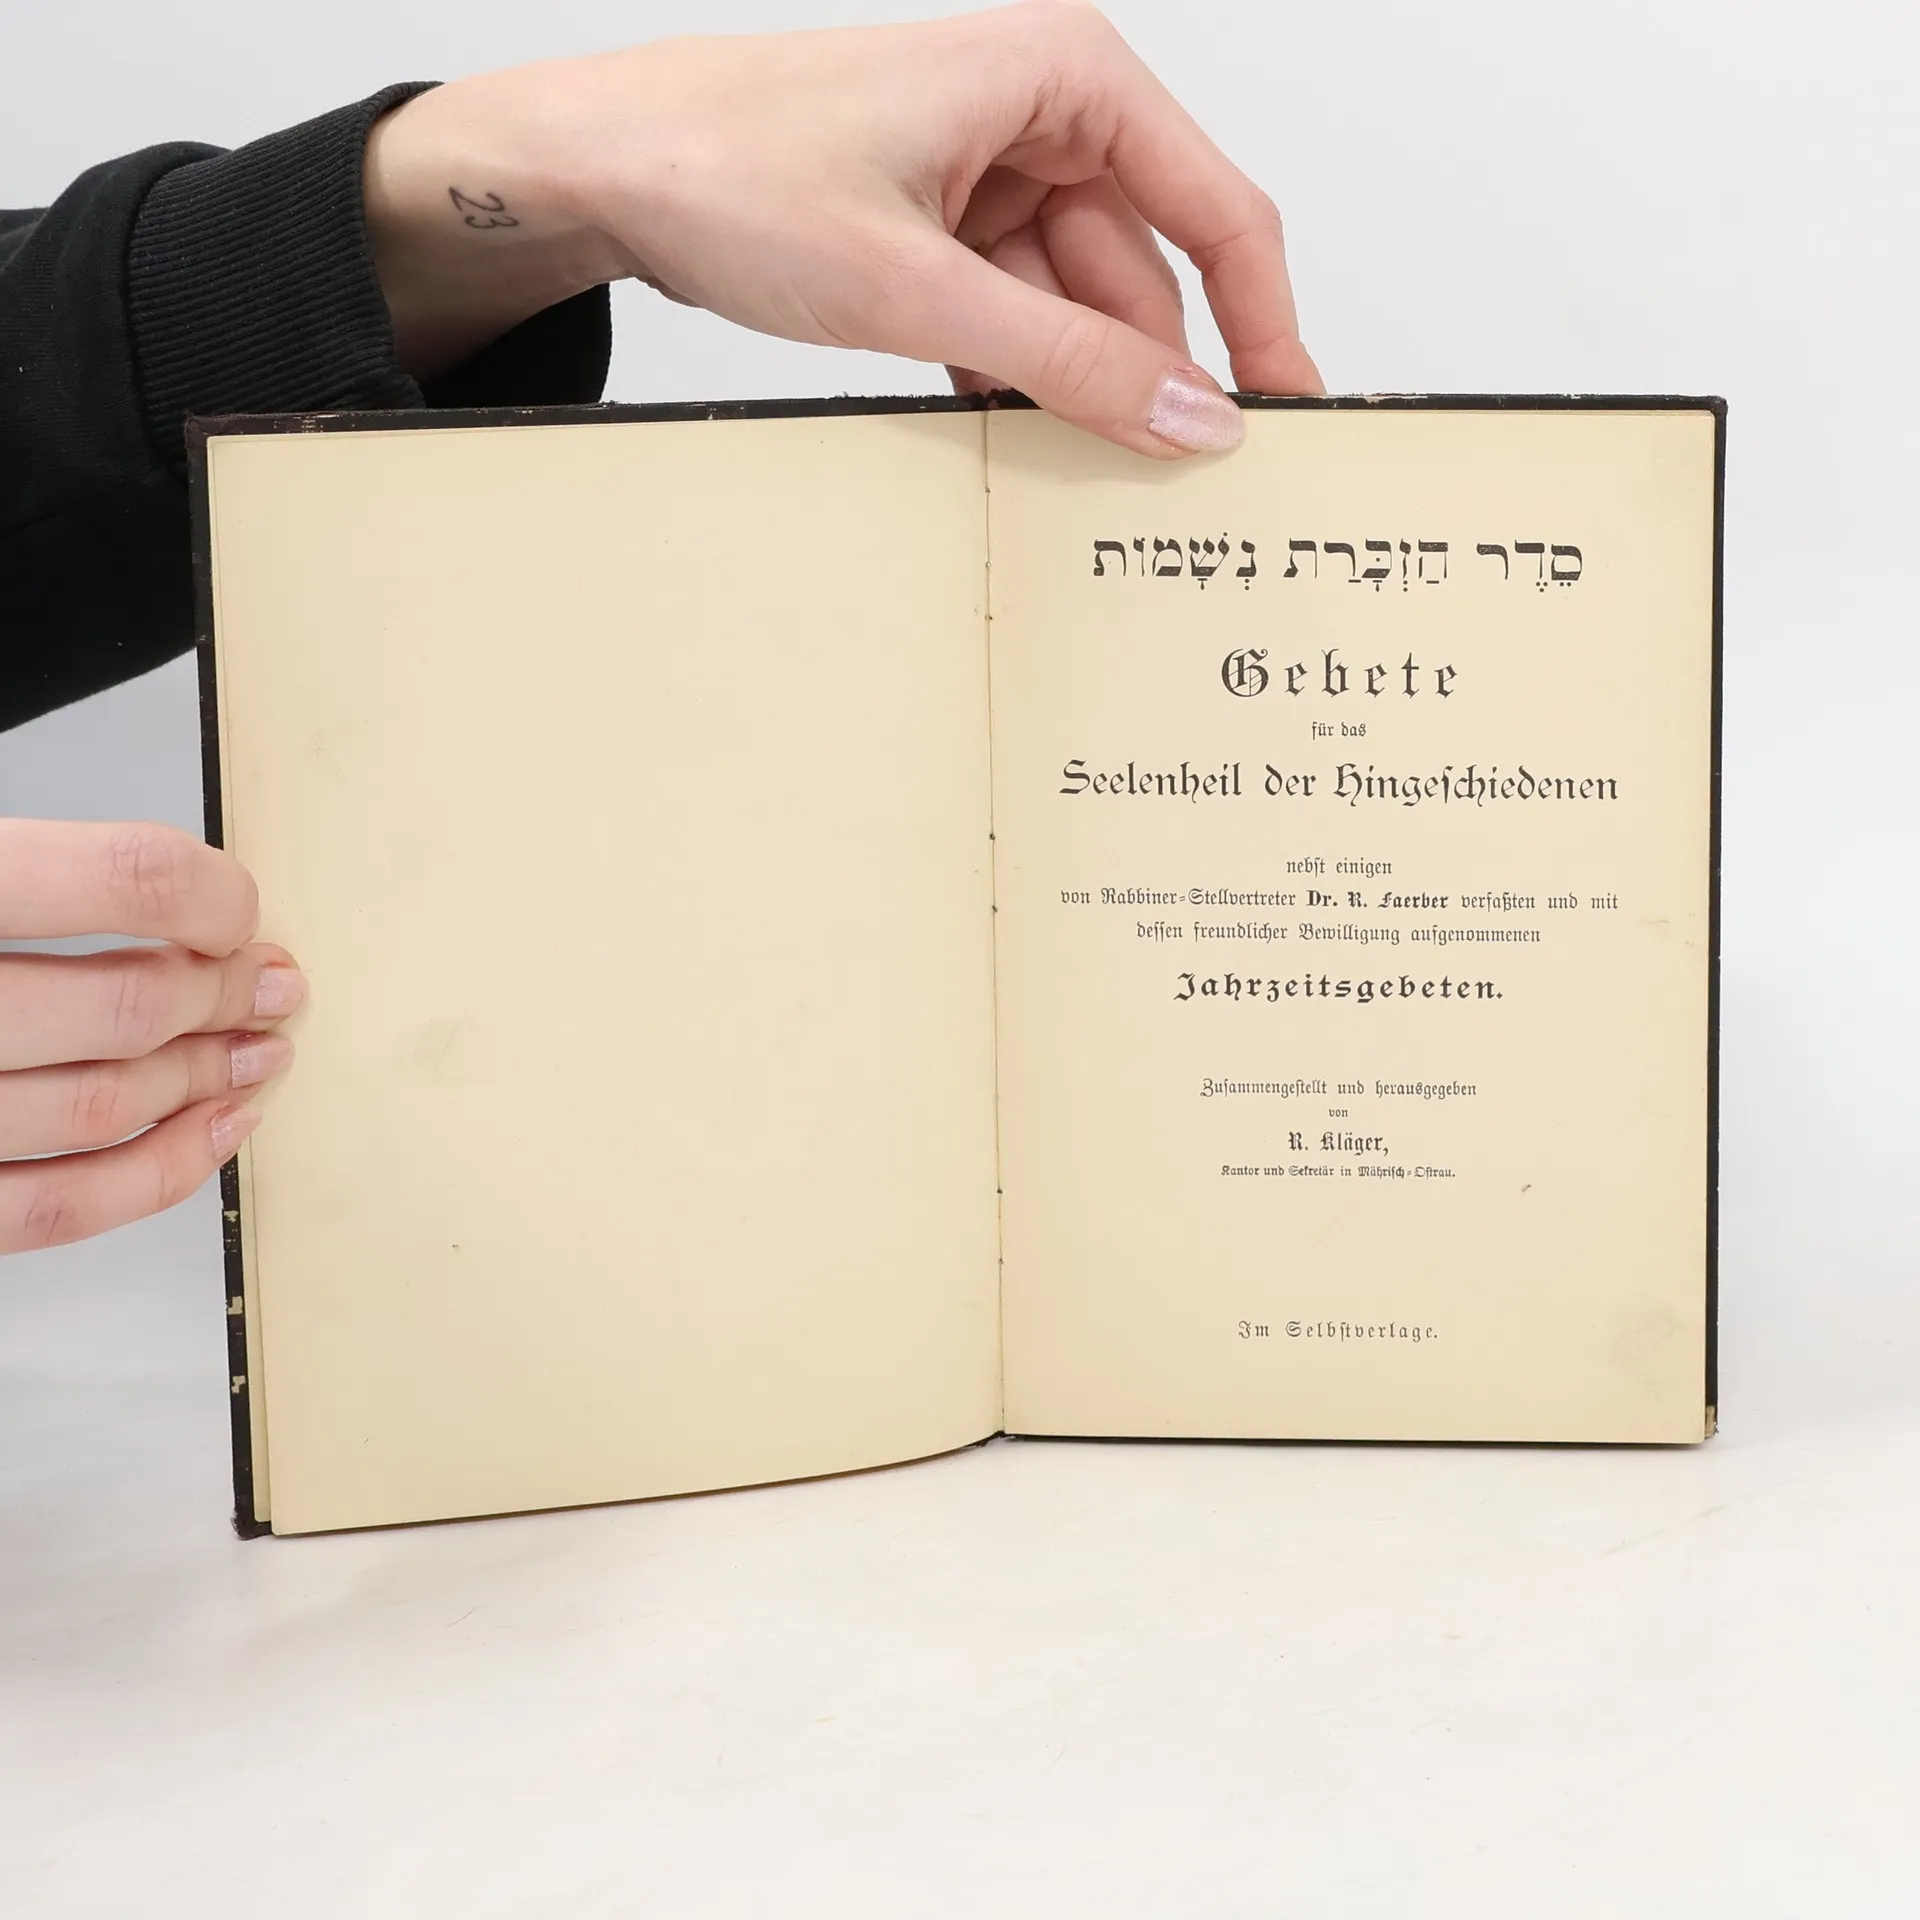 23
סֵדֶר הַזְכָּרַת נְשָׁמוֹת
Gebete
für das
Seelenheil der Hingeschiedenen
nebst einigen
von Rabbiner-Stellvertreter Dr. R. Faerber verfaßten und mit
dessen freundlicher Bewilligung aufgenommenen
Jahrzeitsgebeten.
Zusammengestellt und herausgegeben
von
R. Kläger,
Kantor und Sekretär in Mährisch-Ostrau.
Im Selbstverlage.